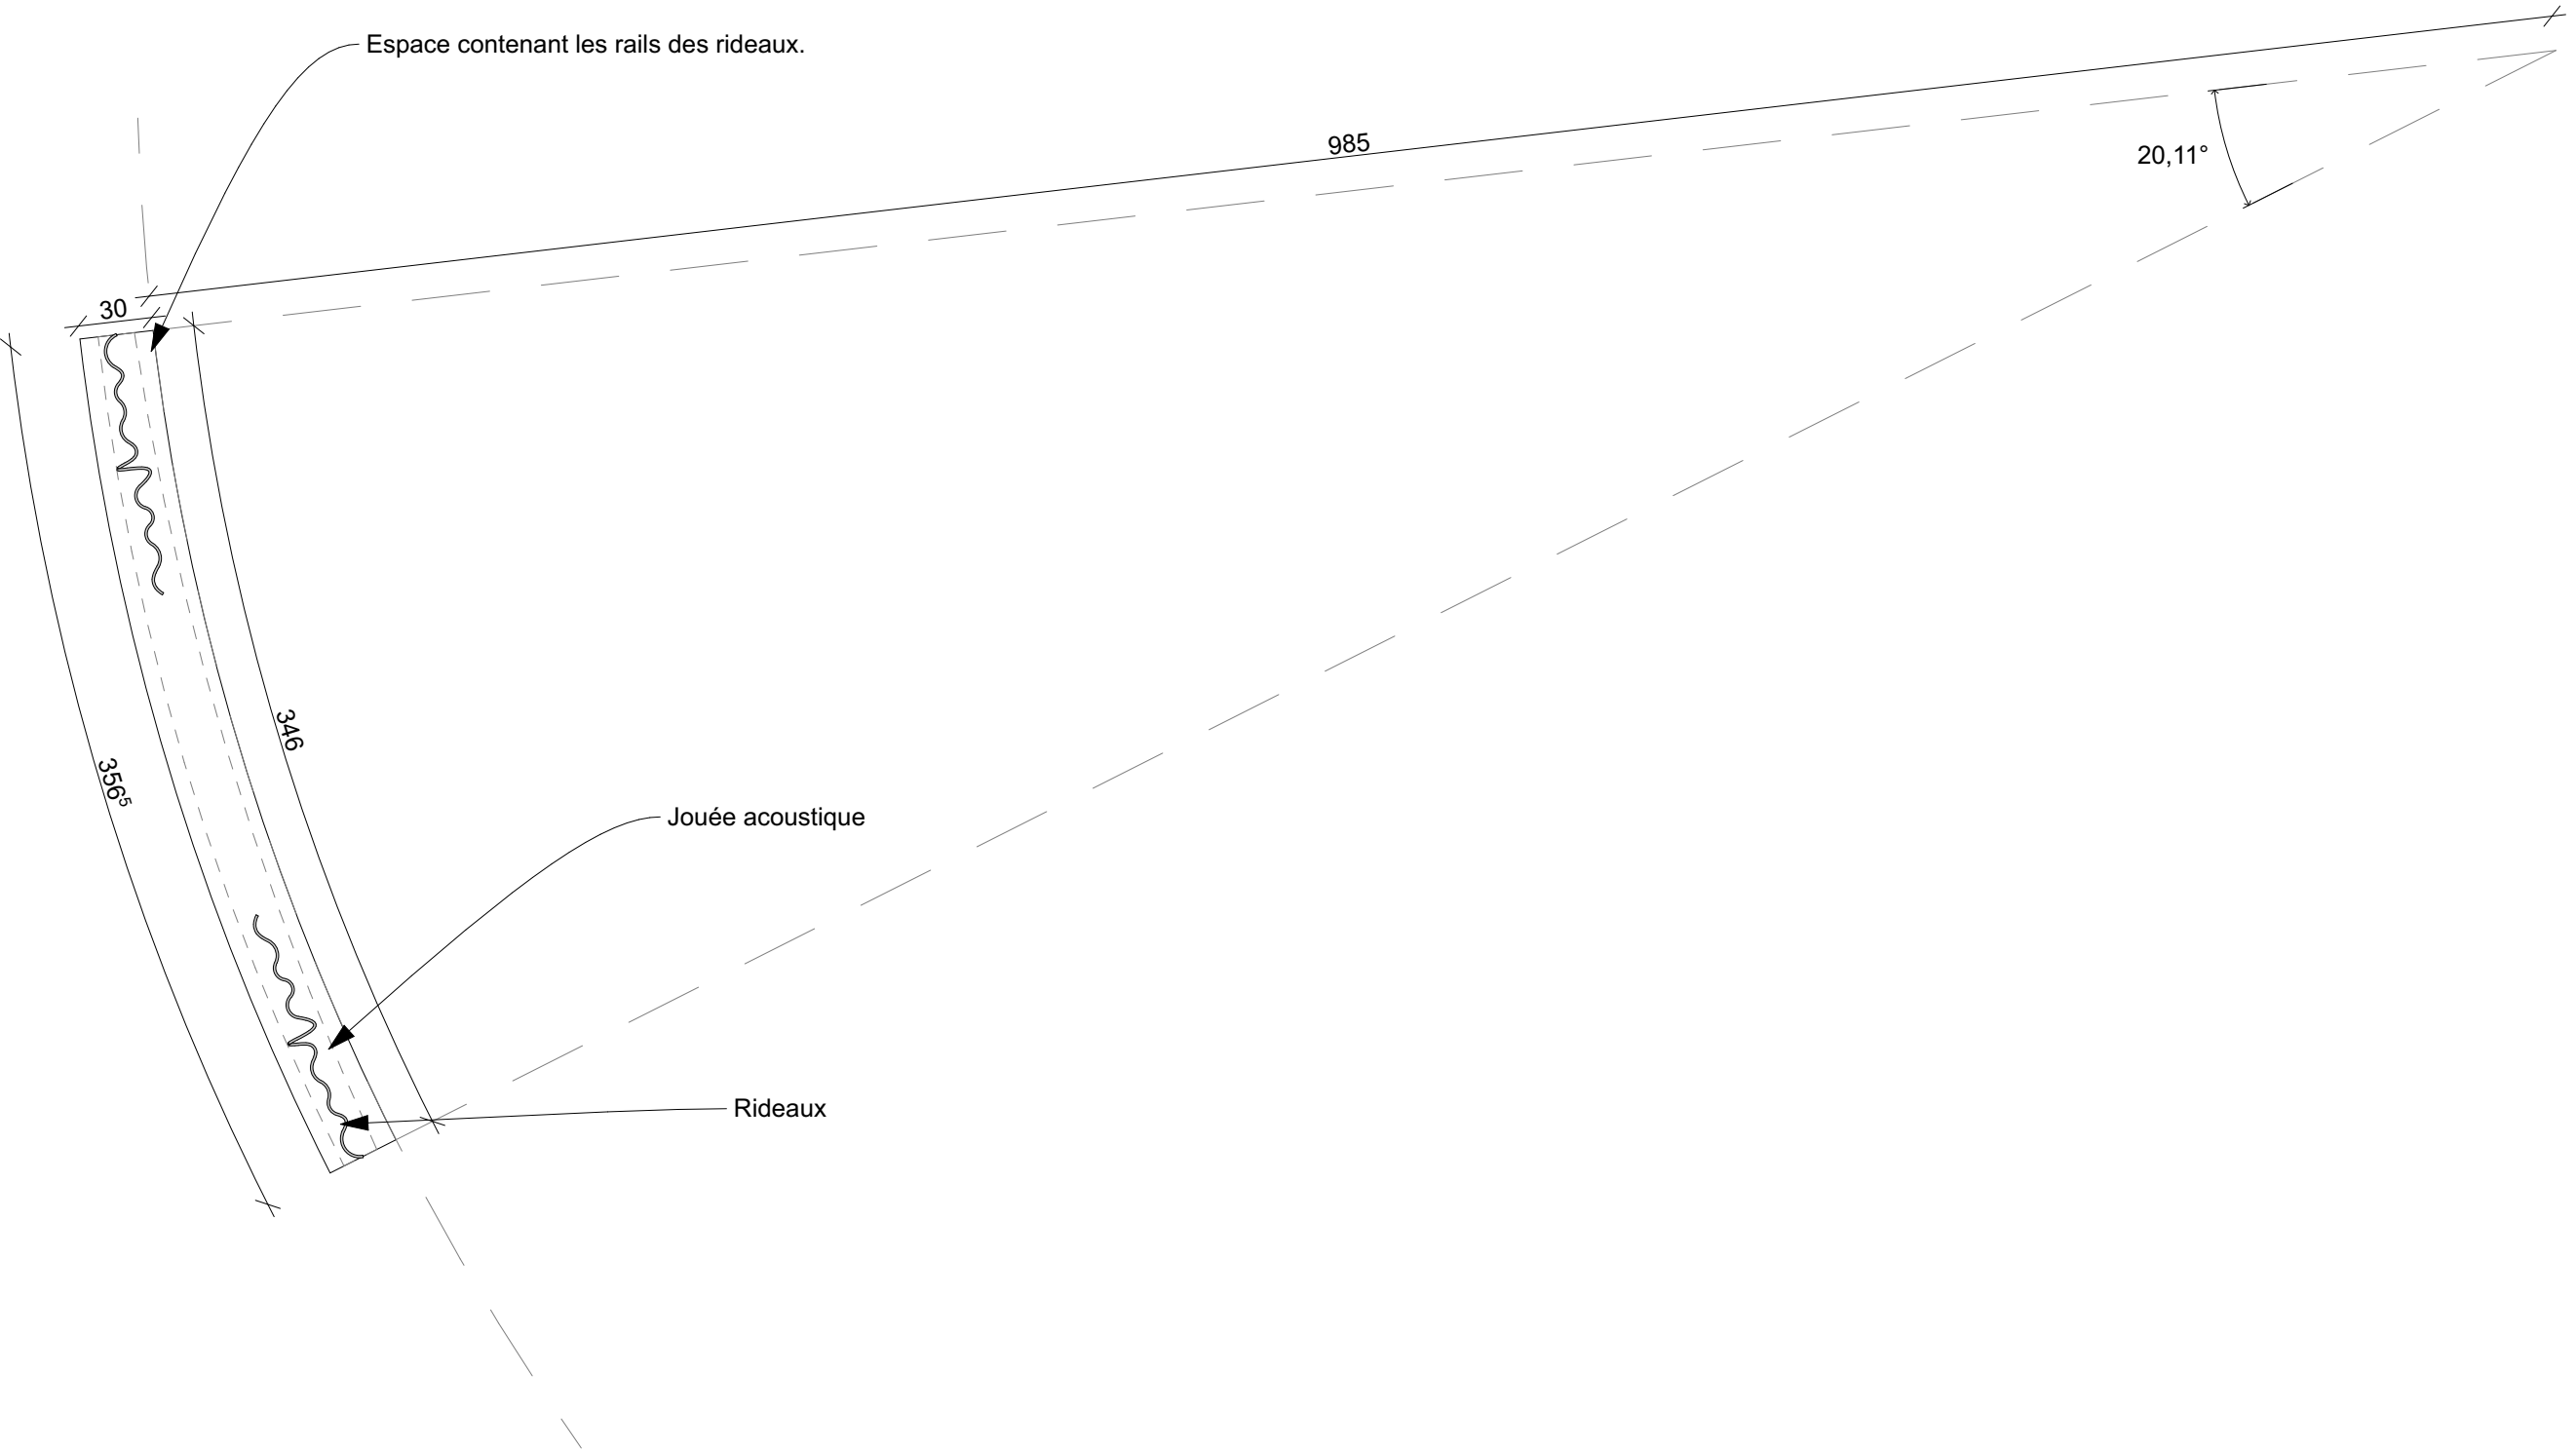 Espace contenant les rails des rideaux.
985
20,11°
30
346
356⁵
Jouée acoustique
Rideaux